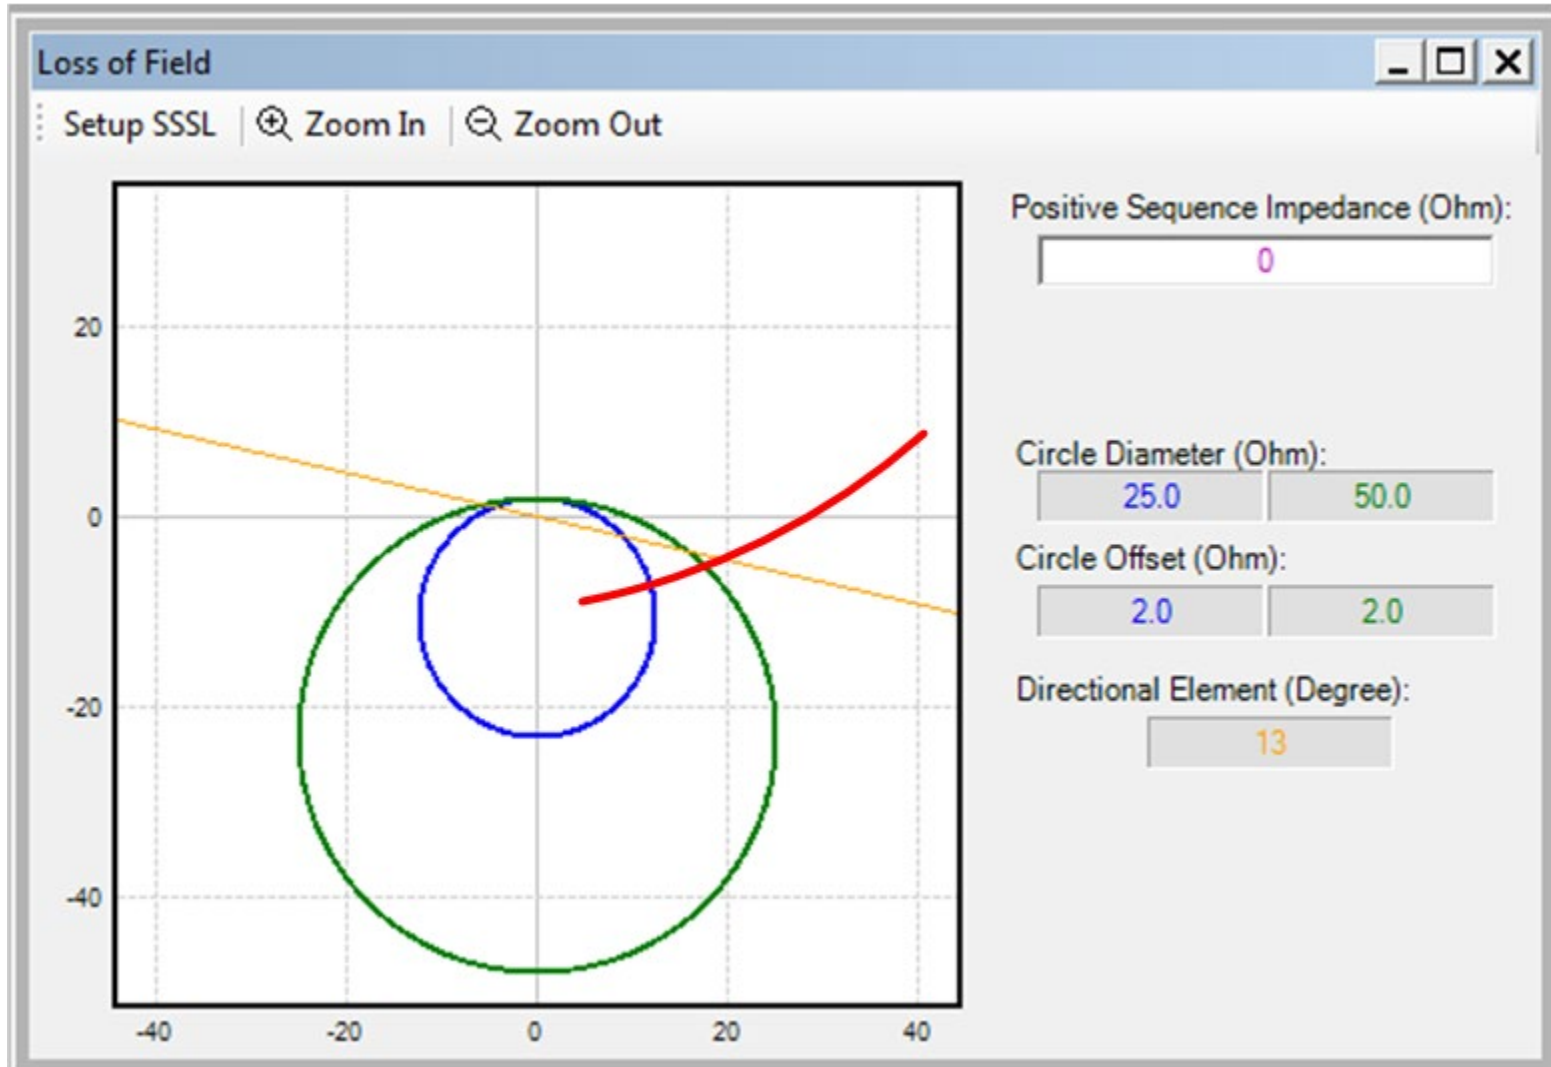 Loss of Field
Setup SSSL Zoom In Zoom Out
Positive Sequence Impedance (Ohm):
0
20
0
-20
-40
-40 -20 0 20 40
Circle Diameter (Ohm):
25.0 50.0
Circle Offset (Ohm):
2.0 2.0
Directional Element (Degree):
13